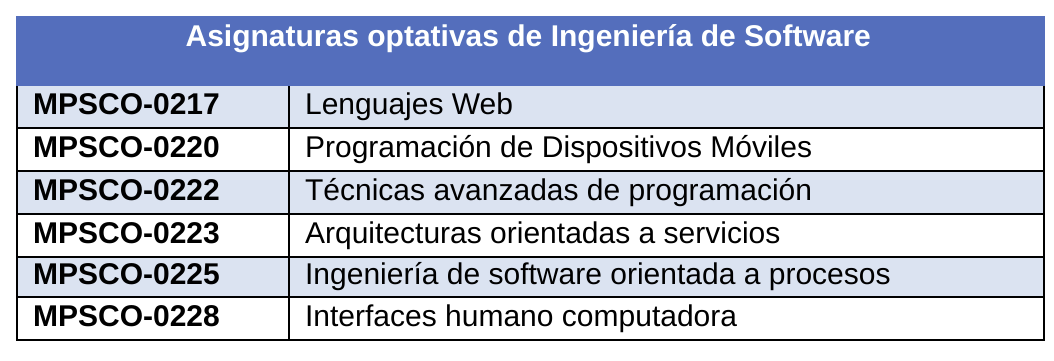 Asignaturas optativas de Ingeniería de Software
MPSCO-0217 Lenguajes Web
MPSCO-0220 Programación de Dispositivos Móviles
MPSCO-0222 Técnicas avanzadas de programación
MPSCO-0223 Arquitecturas orientadas a servicios
MPSCO-0225 Ingeniería de software orientada a procesos
MPSCO-0228 Interfaces humano computadora